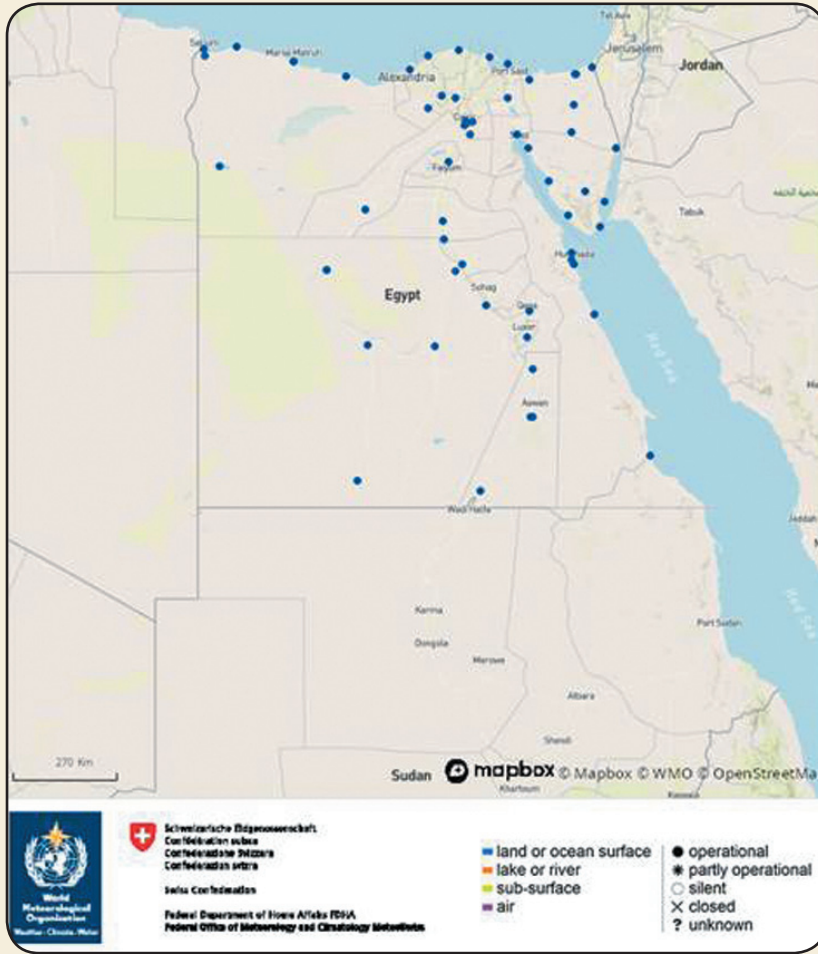 Tel Aviv
Jerusalem
Jordan
Marsa Matruh
Alexandria
Port Said
Fayum
Tabuk
Egypt
Sohag
Qena
Luxor
Aswan
Red Sea
Wadi Halfa
Jeddah
Red Sea
Karima
Dongola
Port Sudan
Merowe
Atbara
Shendi
270 Km
Sudan
mapbox © Mapbox © WMO © OpenStreetMa
Khartoum
World
Meteorological
Organization
Weather · Climate · Water
Schweizerische Eidgenossenschaft
Confédération suisse
Confederazione Svizzera
Confederaziun svizra
Swiss Confederation
Federal Department of Home Affairs FDHA
Federal Office of Meteorology and Climatology MeteoSwiss
land or ocean surface
lake or river
sub-surface
air
operational
partly operational
silent
closed
? unknown